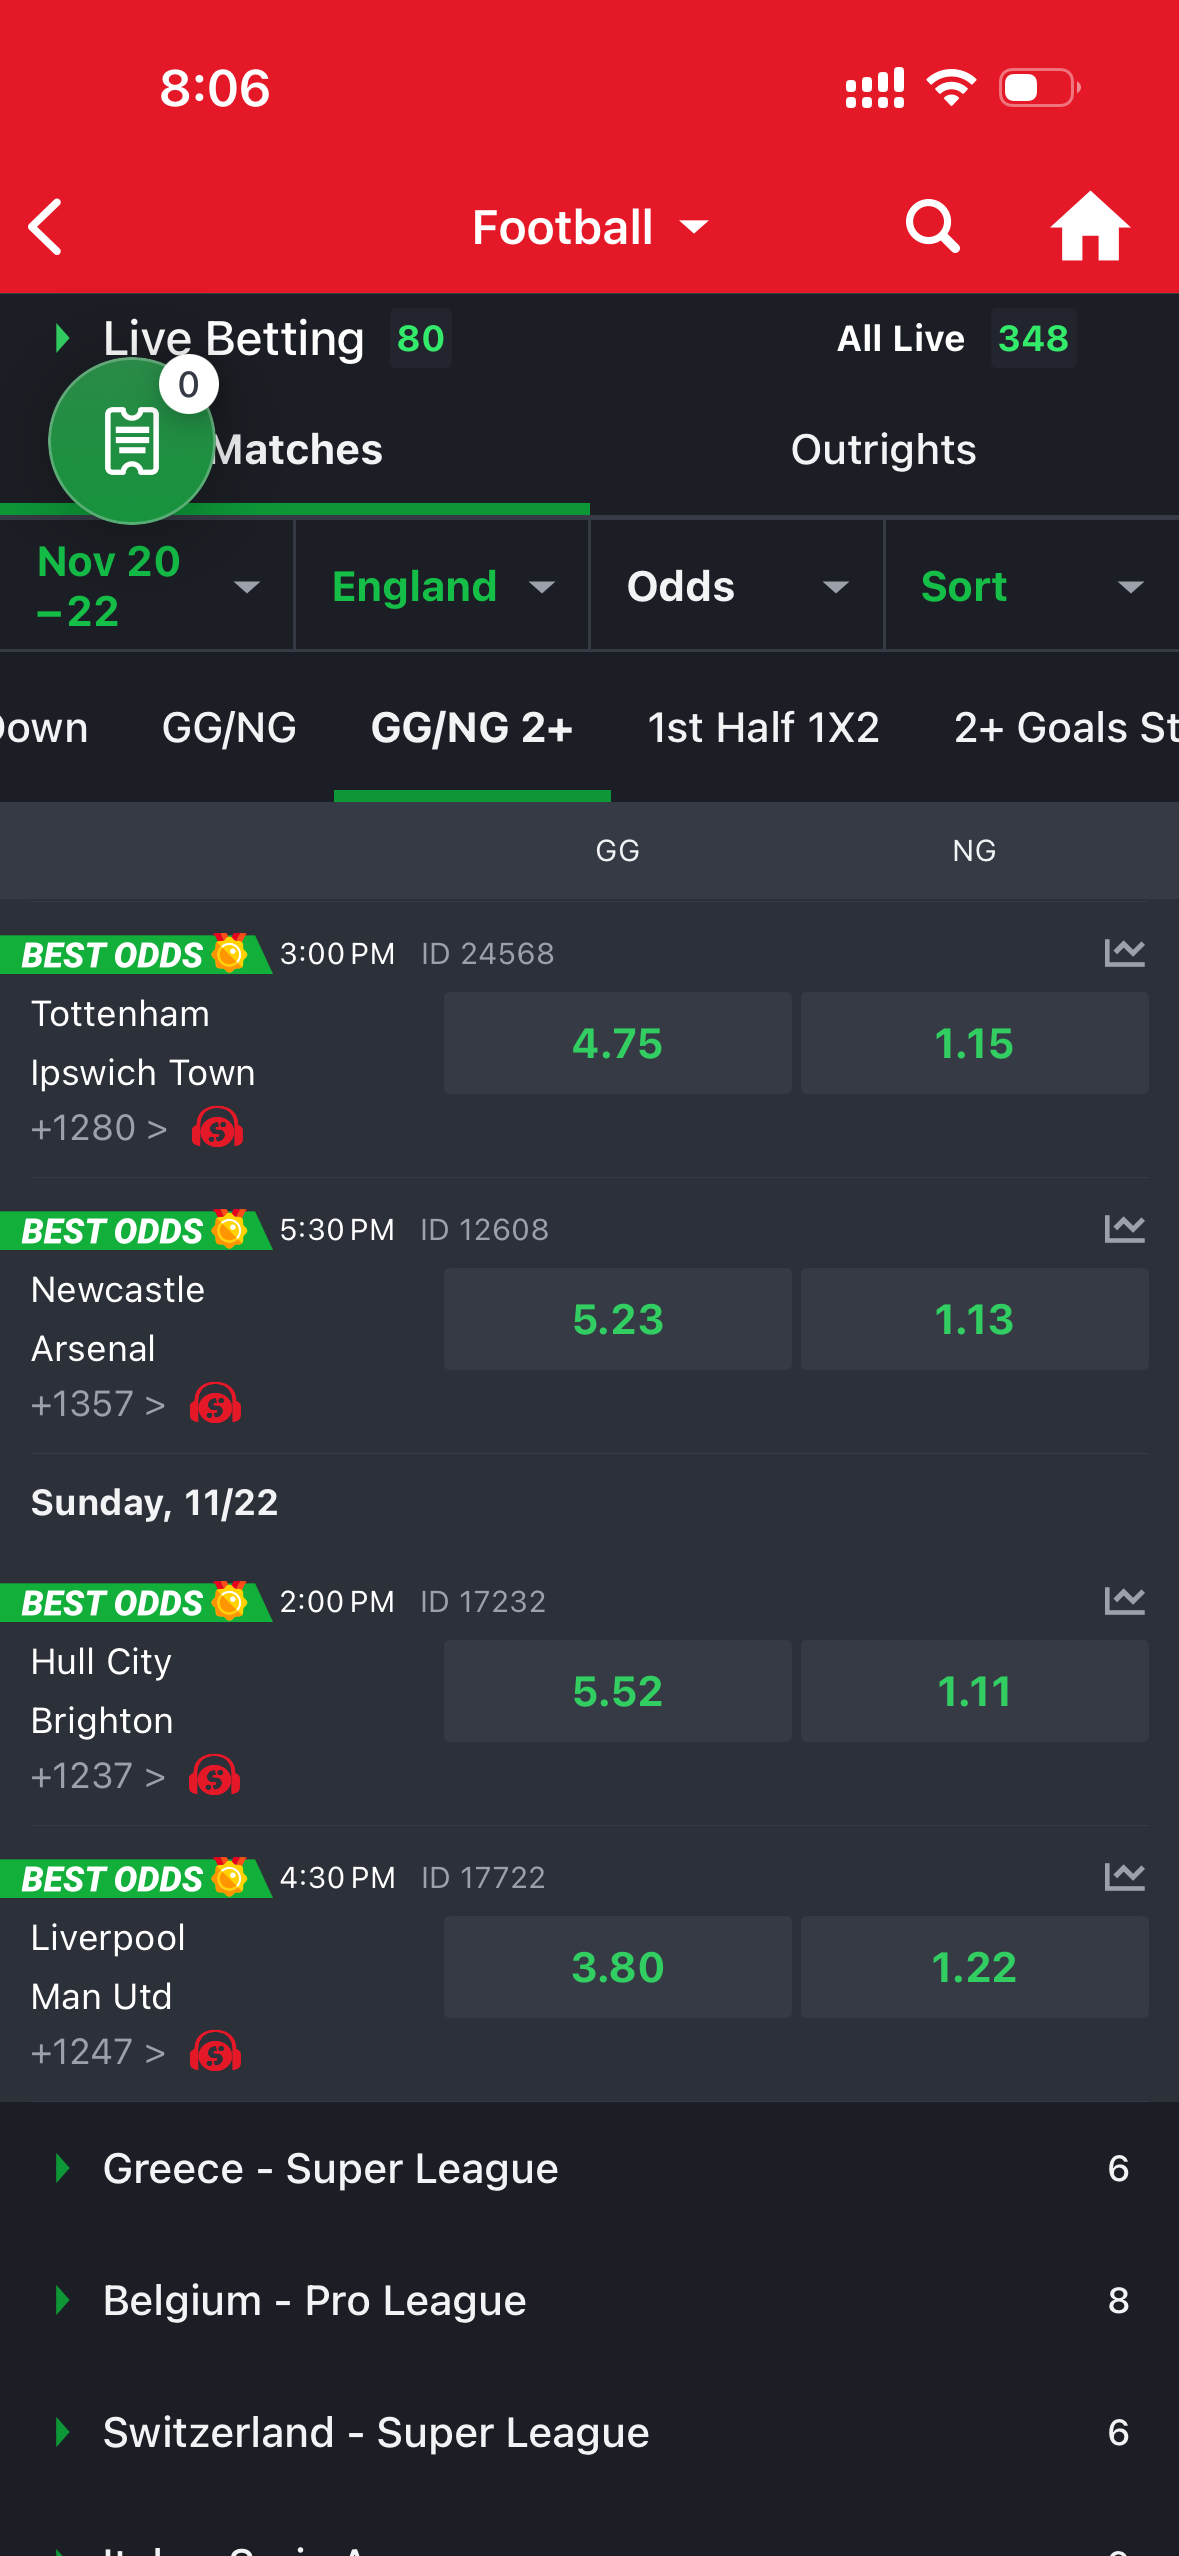 8:06
Football
Live Betting 80 All Live 348
0
Matches Outrights
Nov 20
–22
England Odds Sort
GG/NG GG/NG 2+ 1st Half 1X2 2+ Goals
GG NG
BEST ODDS 3:00 PM ID 24568
Tottenham
4.75 1.15
Ipswich Town
+1280 >
BEST ODDS 5:30 PM ID 12608
Newcastle
5.23 1.13
Arsenal
+1357 >
Sunday, 11/22
BEST ODDS 2:00 PM ID 17232
Hull City
5.52 1.11
Brighton
+1237 >
BEST ODDS 4:30 PM ID 17722
Liverpool
3.80 1.22
Man Utd
+1247 >
Greece - Super League 6
Belgium - Pro League 8
Switzerland - Super League 6